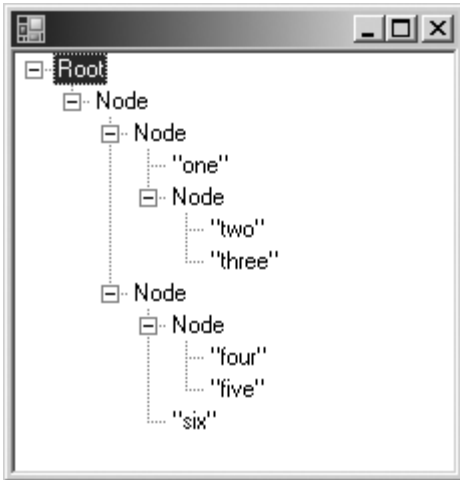 Root
Node
Node
"one"
Node
"two"
"three"
Node
Node
"four"
"five"
"six"